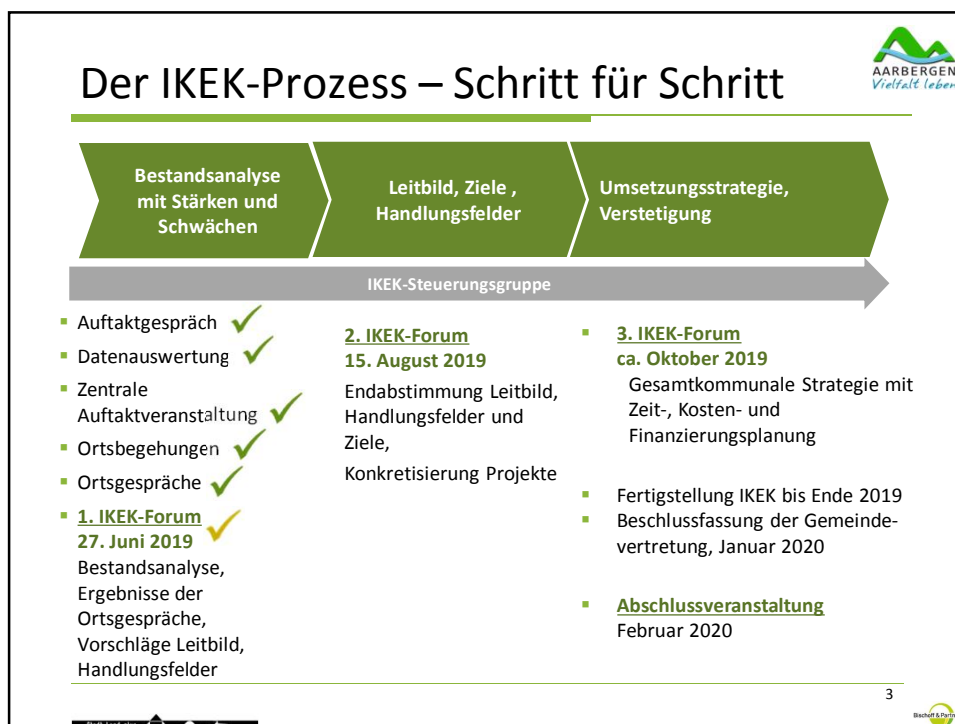 Der IKEK-Prozess – Schritt für Schritt
AARBERGEN
Vielfalt leben
Bestandsanalyse
mit Stärken und
Schwächen
Leitbild, Ziele ,
Handlungsfelder
Umsetzungsstrategie,
Verstetigung
IKEK-Steuerungsgruppe
Auftaktgespräch
Datenauswertung
Zentrale
Auftaktveranstaltung
Ortsbegehungen
Ortsgespräche
1. IKEK-Forum
27. Juni 2019
Bestandsanalyse,
Ergebnisse der
Ortsgespräche,
Vorschläge Leitbild,
Handlungsfelder
2. IKEK-Forum
15. August 2019
Endabstimmung Leitbild,
Handlungsfelder und
Ziele,
Konkretisierung Projekte
3. IKEK-Forum
ca. Oktober 2019
Gesamtkommunale Strategie mit
Zeit-, Kosten- und
Finanzierungsplanung
Fertigstellung IKEK bis Ende 2019
Beschlussfassung der Gemeinde-
vertretung, Januar 2020
Abschlussveranstaltung
Februar 2020
3
Bischoff & Partner